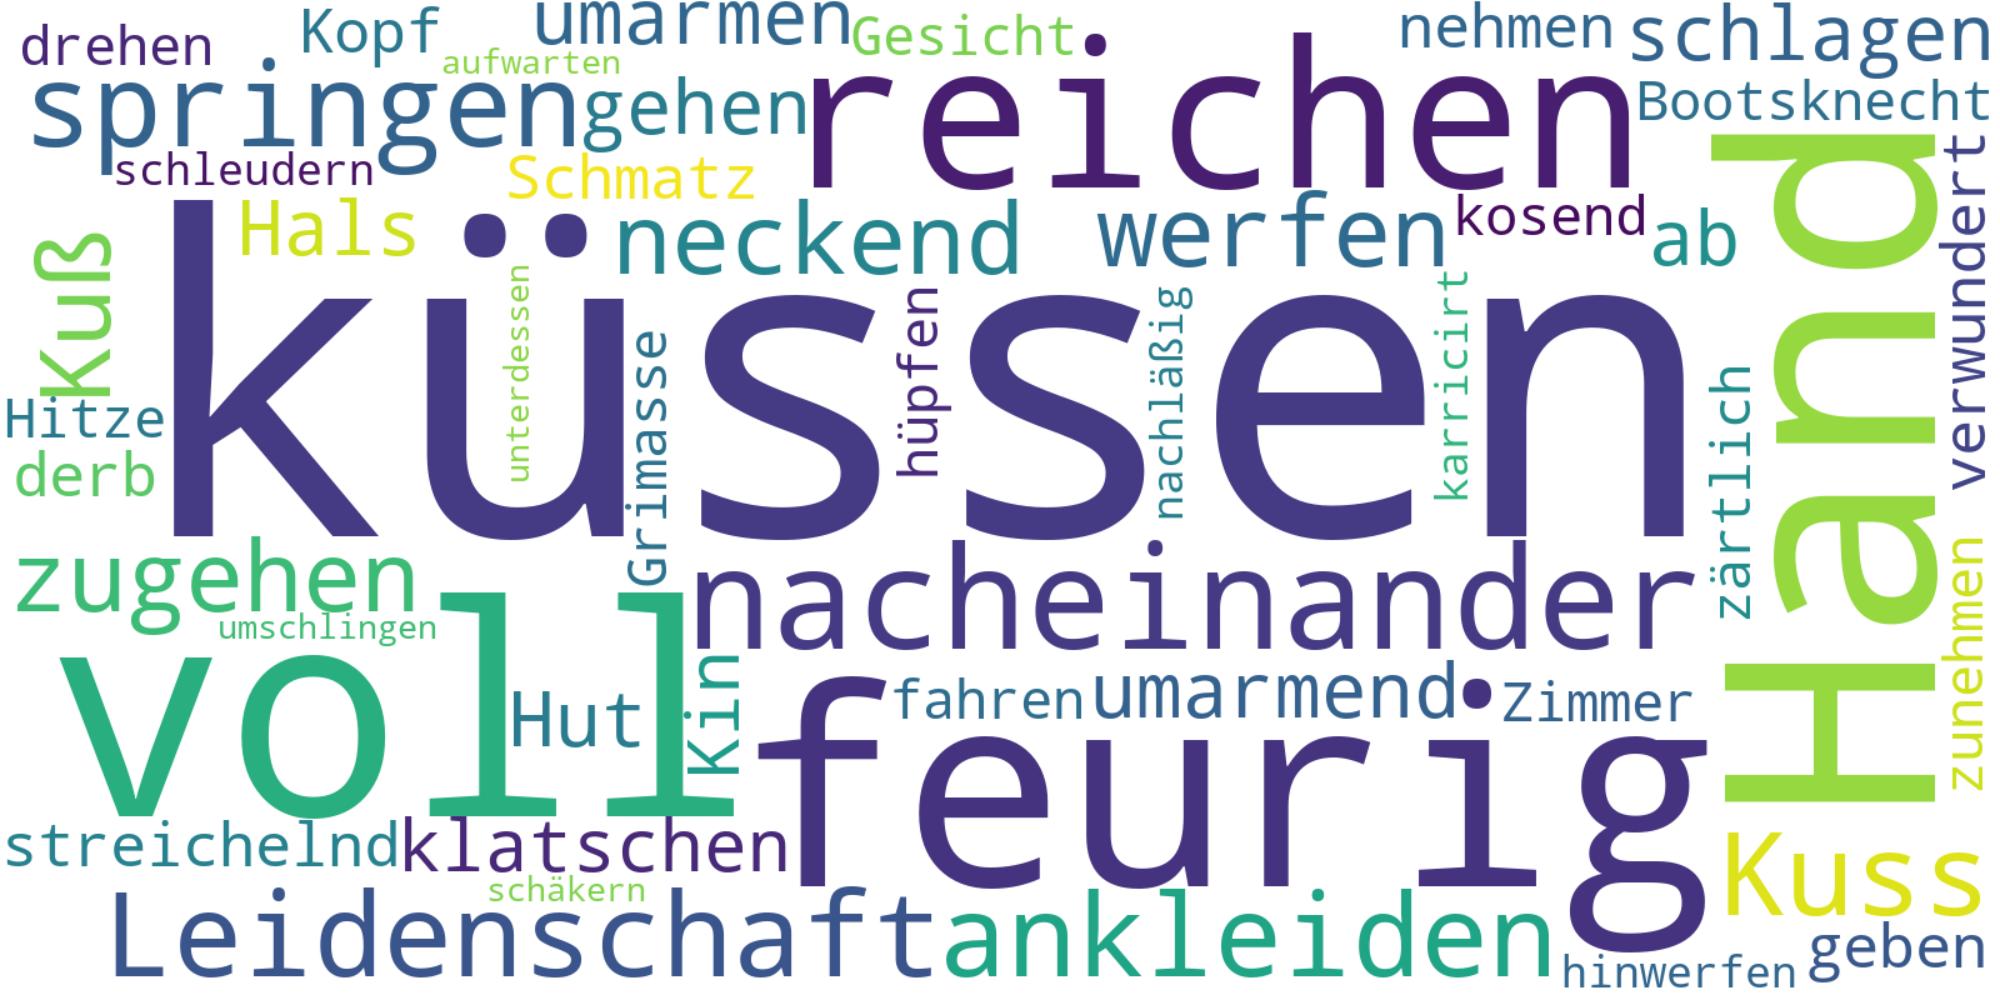 drehen
Kopf
umarmen
Gesicht
nehmen
schlagen
aufwarten
springen
gehen
reichen
Bootsknecht
schleudern
Schmatz
Hals
neckend
werfen
kosend
ab
Hand
verwundert
Kuß
küssen
unterdessen
Grimasse
hüpfen
nachläßig
karricirt
zärtlich
Hitze
derb
zugehen
umschlingen
nacheinander
zunehmen
voll
Hut
Kin
fahren
umarmend
Zimmer
feurig
streichelnd
klatschen
schäkern
Kuss
Leidenschaft
ankleiden
hinwerfen
geben